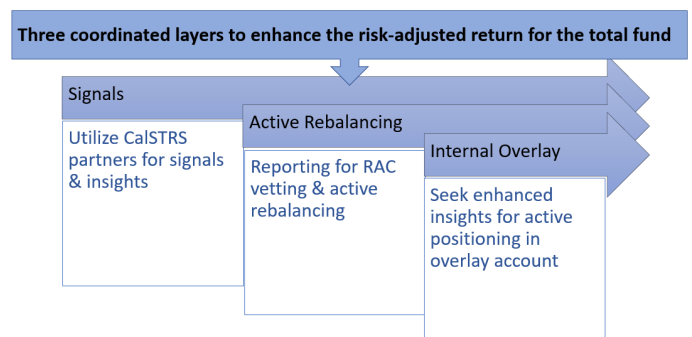 Three coordinated layers to enhance the risk-adjusted return for the total fund
Signals
Utilize CalSTRS
partners for signals
& insights
Active Rebalancing
Reporting for RAC
vetting & active
rebalancing
Internal Overlay
Seek enhanced
insights for active
positioning in
overlay account